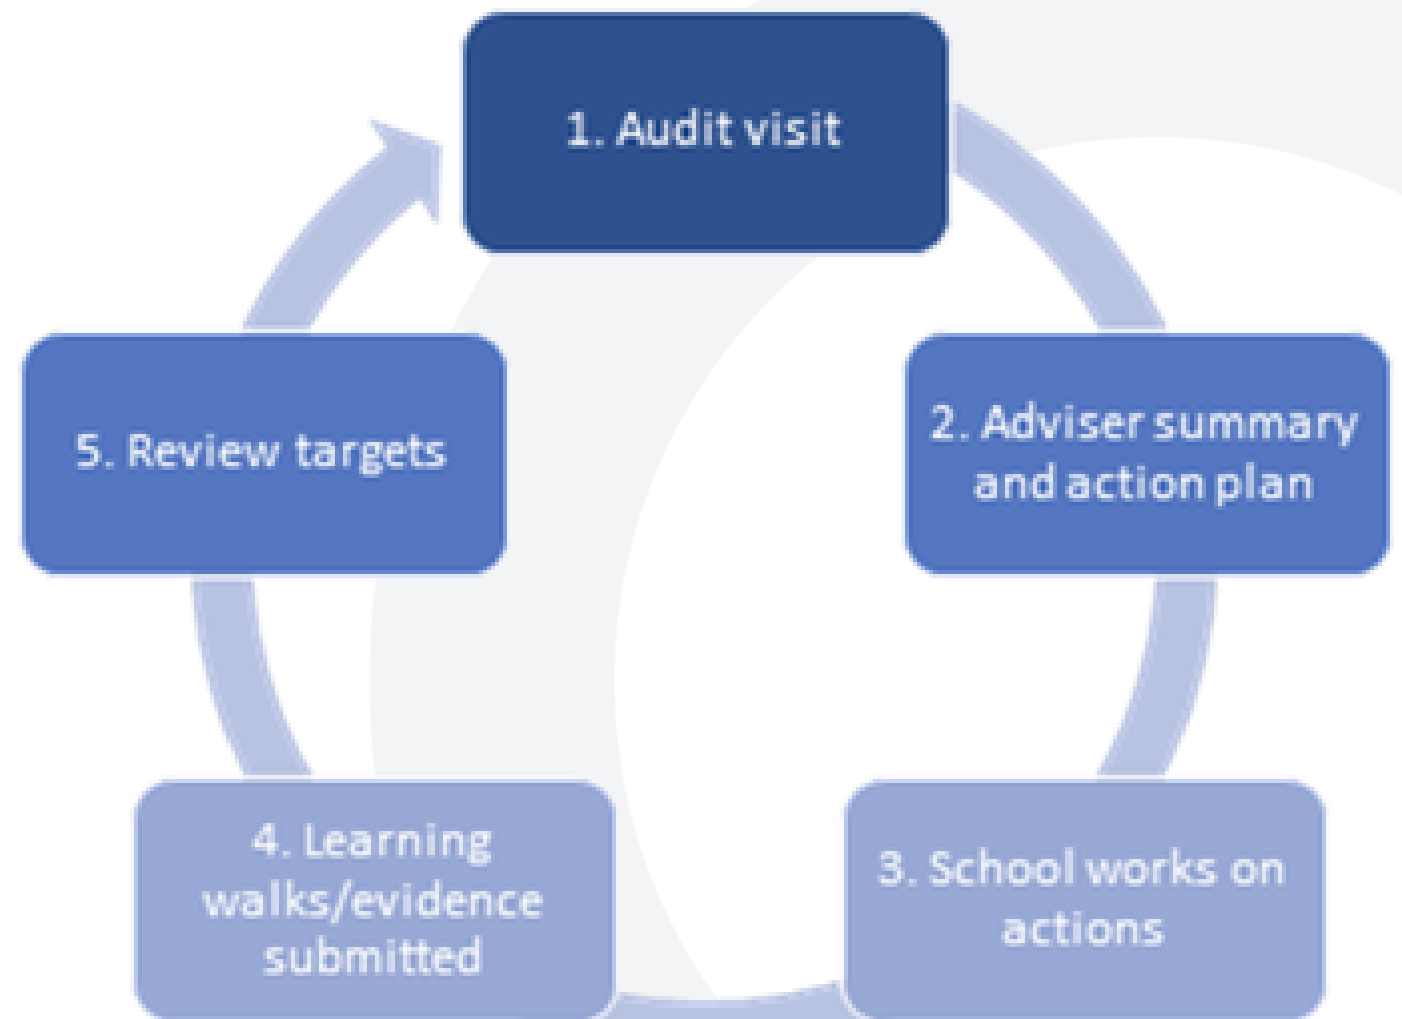 1. Audit visit
2. Adviser summary
and action plan
3. School works on
actions
4. Learning
walks/evidence
submitted
5. Review targets